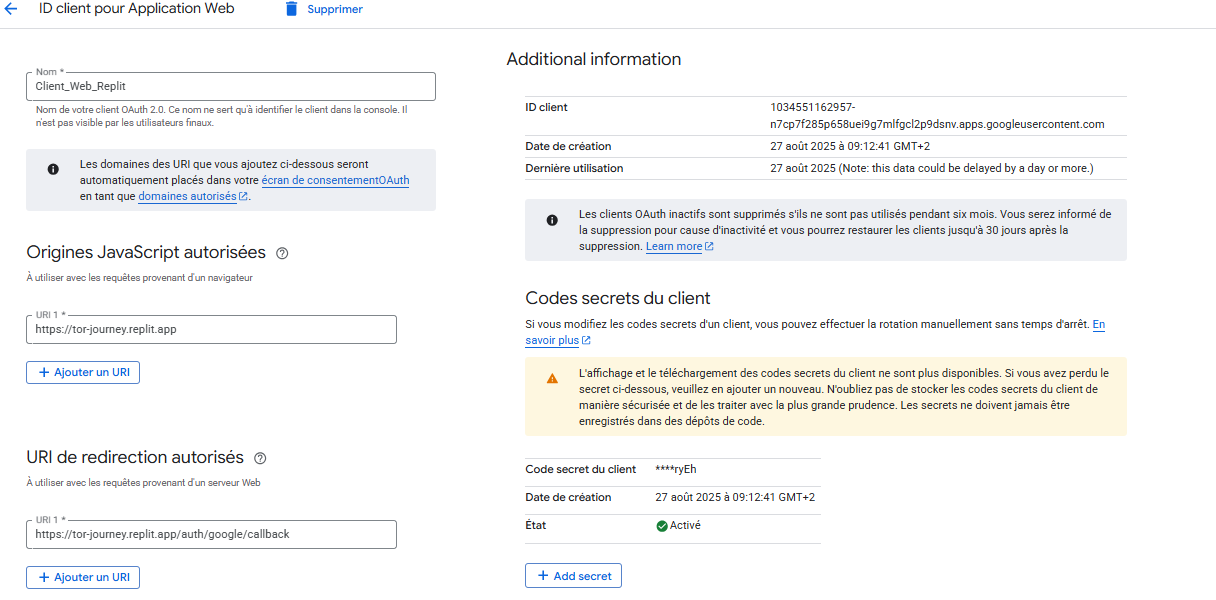 ID client pour Application Web
Supprimer
Nom *
Client_Web_Replit
Nom de votre client OAuth 2.0. Ce nom ne sert qu'à identifier le client dans la console. Il
n'est pas visible par les utilisateurs finaux.
Les domaines des URI que vous ajoutez ci-dessous seront
automatiquement placés dans votre écran de consentementOAuth
en tant que domaines autorisés.
Origines JavaScript autorisées
À utiliser avec les requêtes provenant d'un navigateur
URI 1 *
https://tor-journey.replit.app
+ Ajouter un URI
URI de redirection autorisés
À utiliser avec les requêtes provenant d'un serveur Web
URI 1 *
https://tor-journey.replit.app/auth/google/callback
+ Ajouter un URI
Additional information
ID client
1034551162957-
n7cp7f285p658uei9g7mlfgcl2p9dsnv.apps.googleusercontent.com
Date de création
27 août 2025 à 09:12:41 GMT+2
Dernière utilisation
27 août 2025 (Note: this data could be delayed by a day or more.)
Les clients OAuth inactifs sont supprimés s'ils ne sont pas utilisés pendant six mois. Vous serez informé de
la suppression pour cause d'inactivité et vous pourrez restaurer les clients jusqu'à 30 jours après la
suppression. Learn more
Codes secrets du client
Si vous modifiez les codes secrets d'un client, vous pouvez effectuer la rotation manuellement sans temps d'arrêt. En
savoir plus
L'affichage et le téléchargement des codes secrets du client ne sont plus disponibles. Si vous avez perdu le
secret ci-dessous, veuillez en ajouter un nouveau. N'oubliez pas de stocker les codes secrets du client de
manière sécurisée et de les traiter avec la plus grande prudence. Les secrets ne doivent jamais être
enregistrés dans des dépôts de code.
Code secret du client
****ryEh
Date de création
27 août 2025 à 09:12:41 GMT+2
État
Activé
+ Add secret